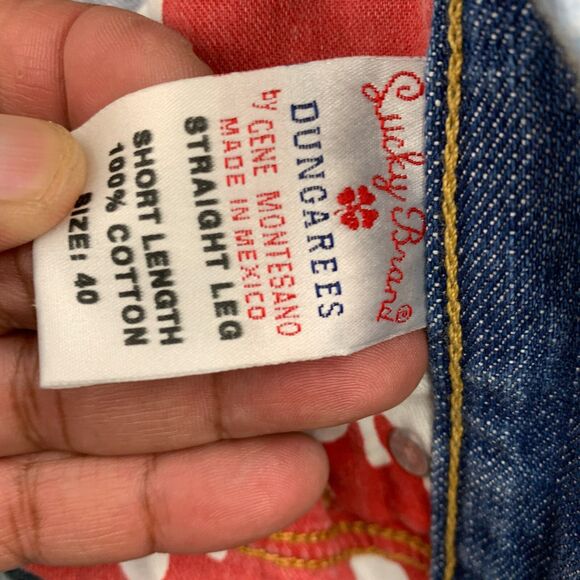 Lucky Brand®
DUNGAREES
by GENE MONTESANO
MADE IN MEXICO
STRAIGHT LEG
SHORT LENGTH
100% COTTON
SIZE: 40